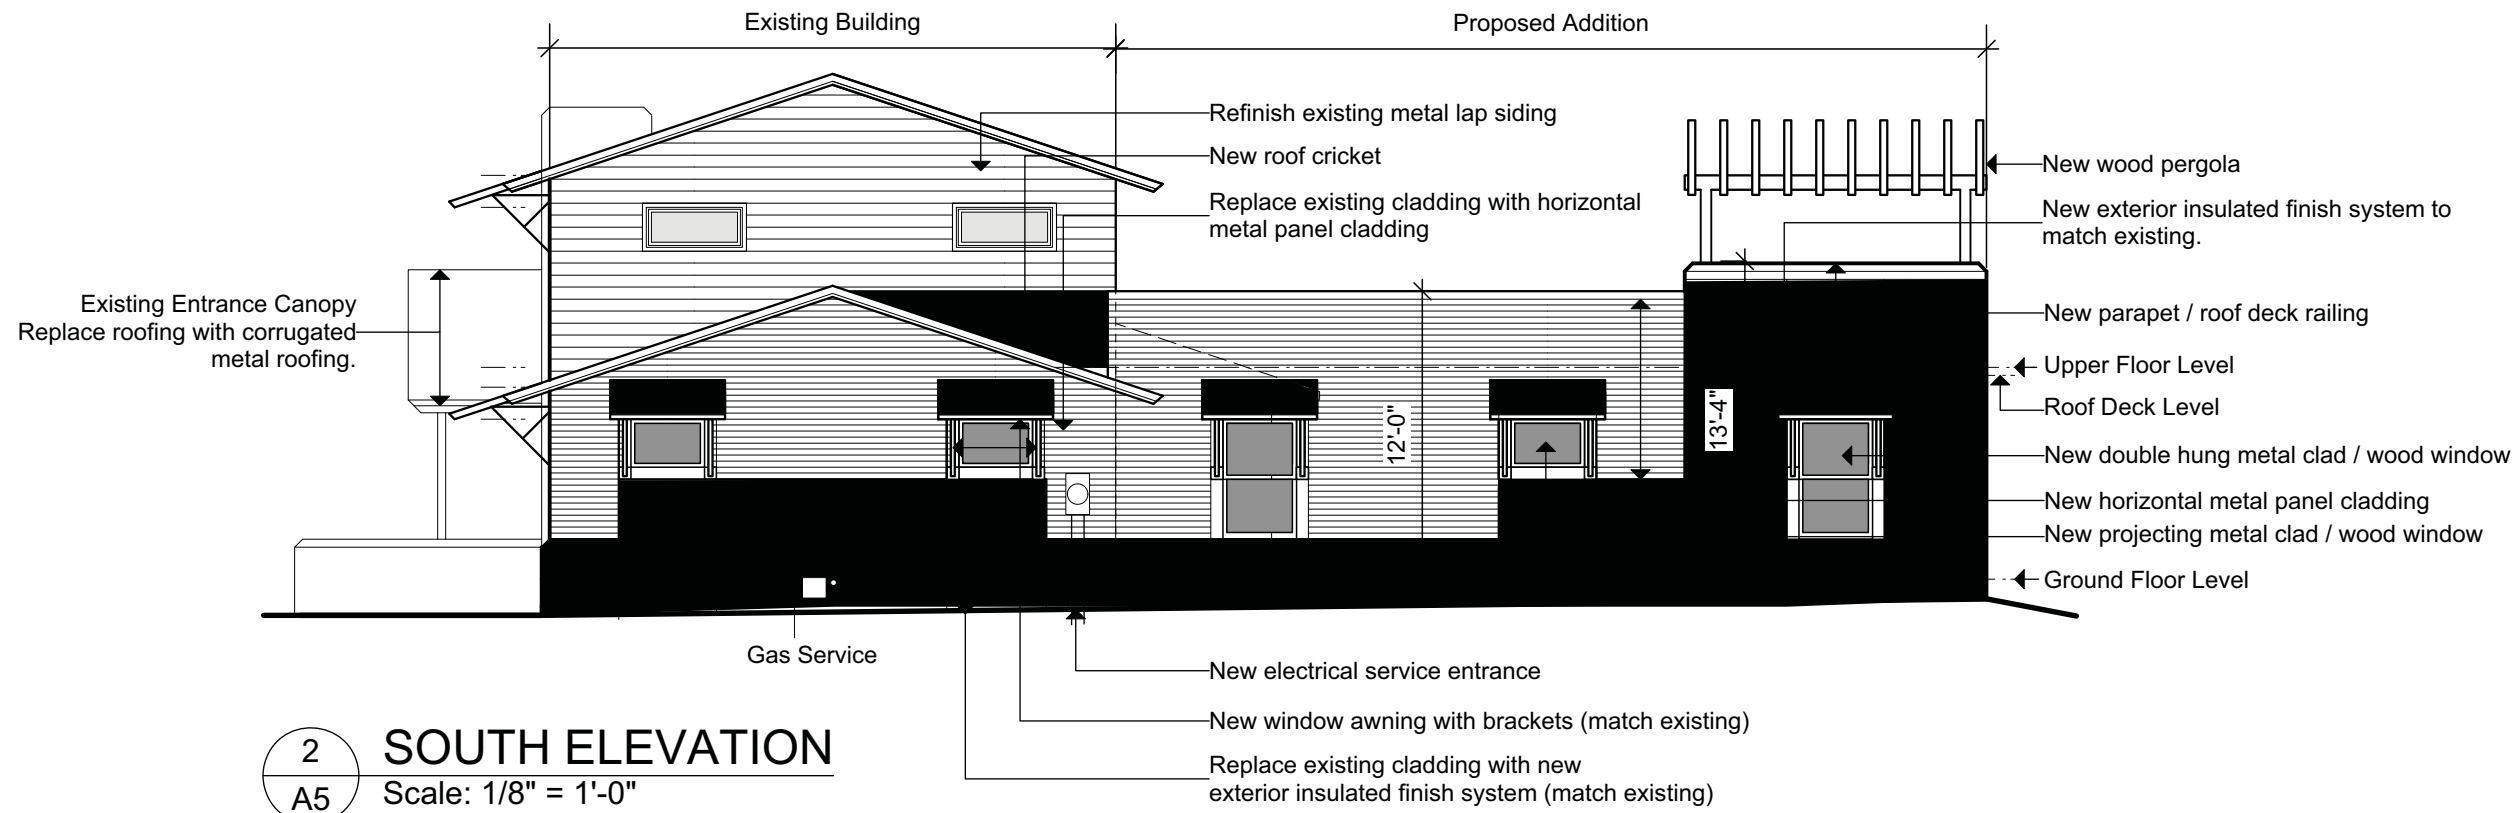 Existing Building
Proposed Addition
Refinish existing metal lap siding
New roof cricket
Replace existing cladding with horizontal
metal panel cladding
New wood pergola
New exterior insulated finish system to
match existing.
Existing Entrance Canopy
Replace roofing with corrugated
metal roofing.
New parapet / roof deck railing
Upper Floor Level
Roof Deck Level
12'-0"
13'-4"
New double hung metal clad / wood window
New horizontal metal panel cladding
New projecting metal clad / wood window
Ground Floor Level
Gas Service
New electrical service entrance
New window awning with brackets (match existing)
Replace existing cladding with new
exterior insulated finish system (match existing)
2
A5
SOUTH ELEVATION
Scale: 1/8" = 1'-0"